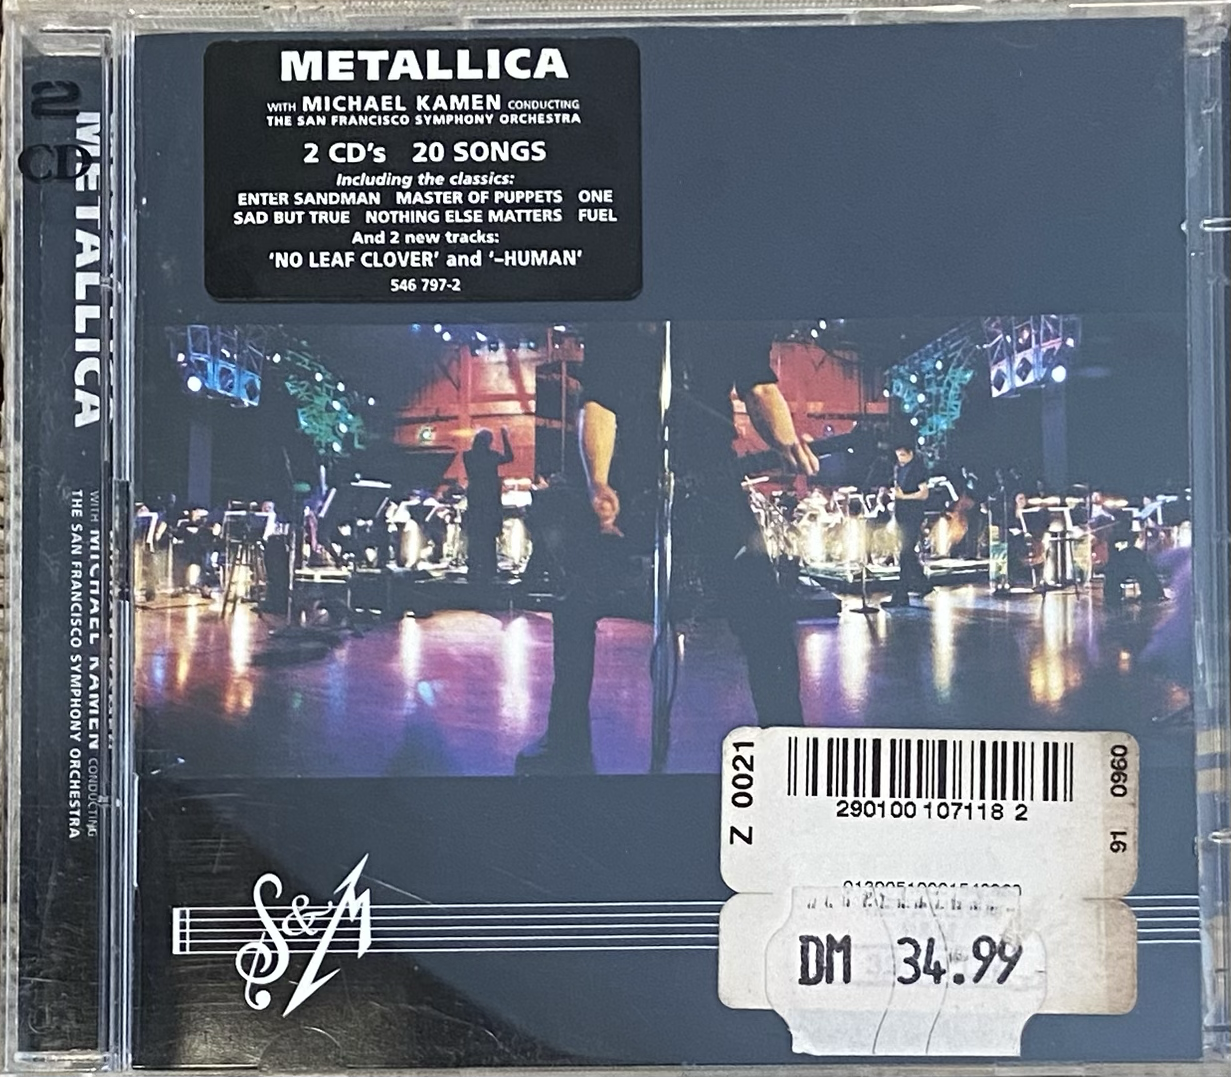 METALLICA
WITH MICHAEL KAMEN CONDUCTING
THE SAN FRANCISCO SYMPHONY ORCHESTRA
2 CD's 20 SONGS
Including the classics:
ENTER SANDMAN MASTER OF PUPPETS ONE
SAD BUT TRUE NOTHING ELSE MATTERS FUEL
And 2 new tracks:
'NO LEAF CLOVER' and '–HUMAN'
546 797-2
2
CD
METALLICA
WITH MICHAEL KAMEN CONDUCTING
THE SAN FRANCISCO SYMPHONY ORCHESTRA
S&M
Z 0021
290100 107118 2
91 0960
DM 34.99